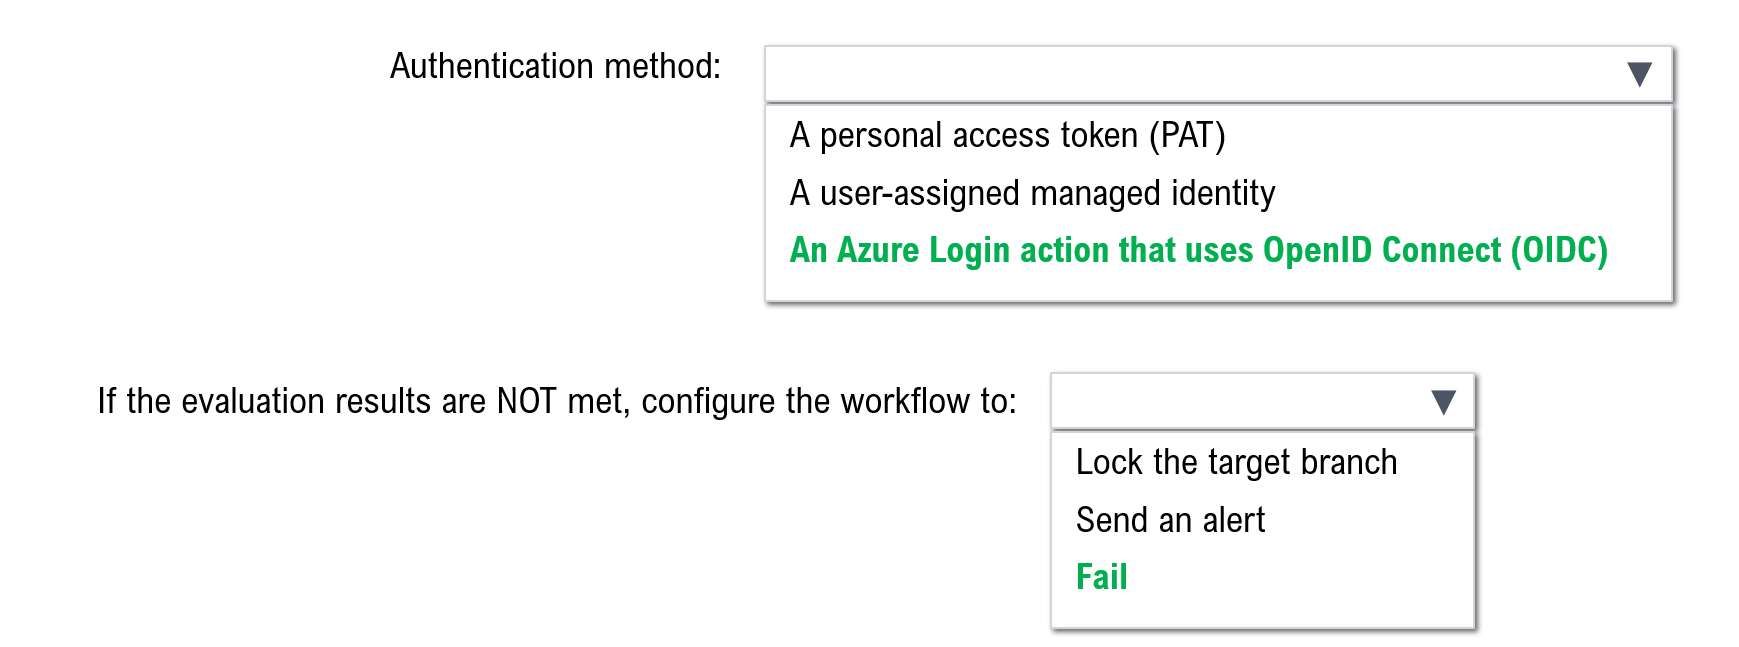 Authentication method:
A personal access token (PAT)
A user-assigned managed identity
An Azure Login action that uses OpenID Connect (OIDC)
If the evaluation results are NOT met, configure the workflow to:
Lock the target branch
Send an alert
Fail